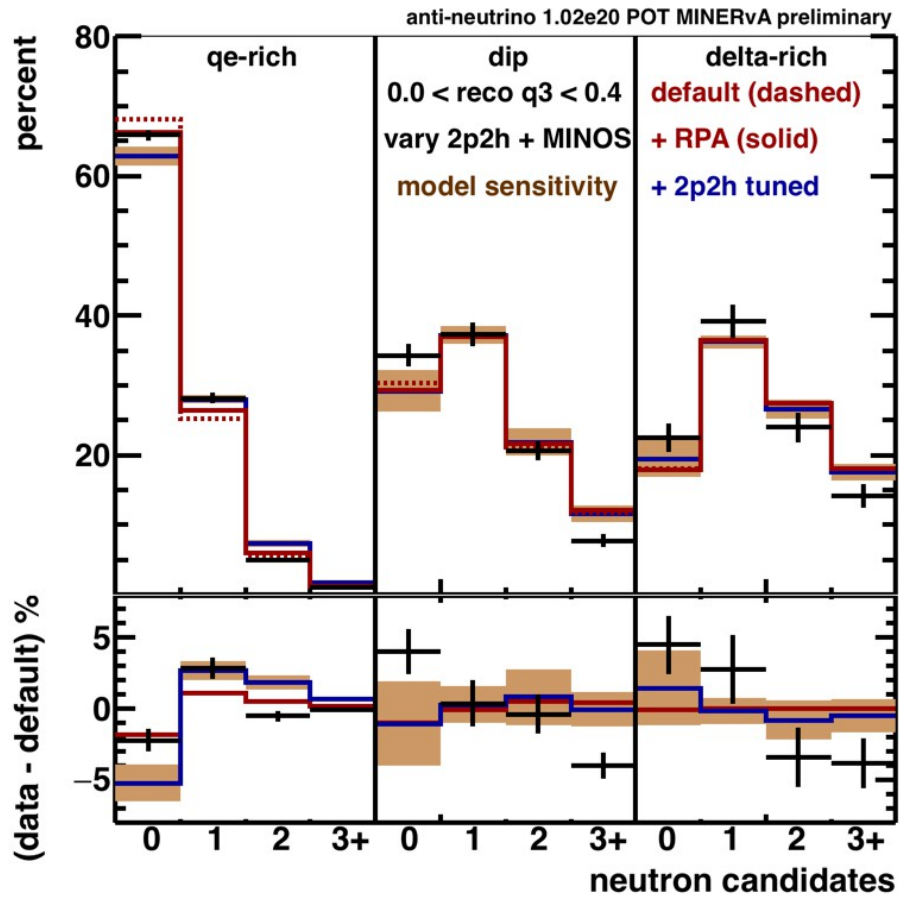 anti-neutrino 1.02e20 POT MINERvA preliminary
percent
80
60
40
20
qe-rich
dip
delta-rich
0.0 < reco q3 < 0.4
default (dashed)
vary 2p2h + MINOS
+ RPA (solid)
model sensitivity
+ 2p2h tuned
(data - default) %
5
0
−5
0 1 2 3+ 0 1 2 3+ 0 1 2 3+
neutron candidates